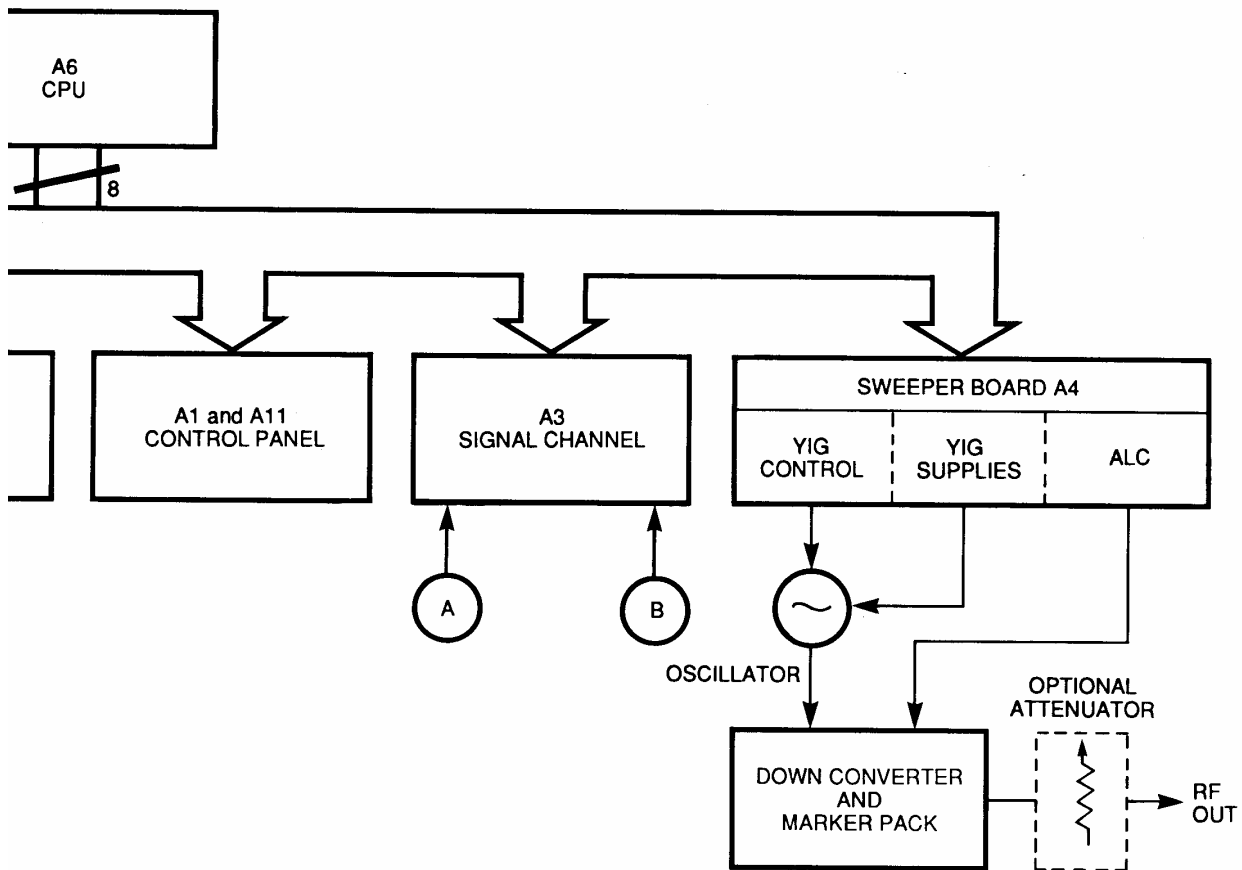 A6
CPU
8
A1 and A11
CONTROL PANEL
A3
SIGNAL CHANNEL
SWEEPER BOARD A4
YIG
CONTROL
YIG
SUPPLIES
ALC
A
B
OSCILLATOR
OPTIONAL
ATTENUATOR
DOWN CONVERTER
AND
MARKER PACK
RF
OUT